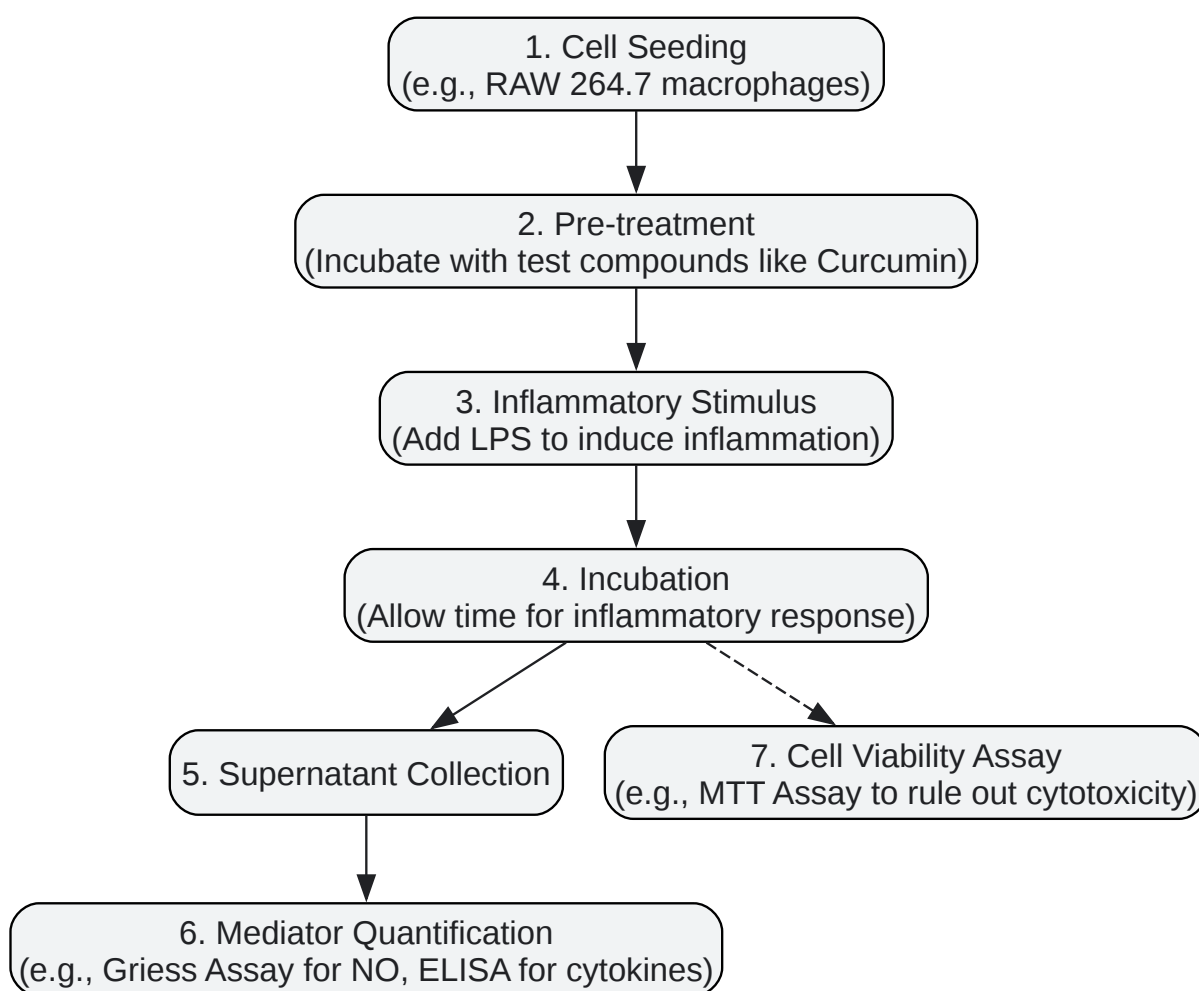 1. Cell Seeding
(e.g., RAW 264.7 macrophages)
2. Pre-treatment
(Incubate with test compounds like Curcumin)
3. Inflammatory Stimulus
(Add LPS to induce inflammation)
4. Incubation
(Allow time for inflammatory response)
5. Supernatant Collection
7. Cell Viability Assay
(e.g., MTT Assay to rule out cytotoxicity)
6. Mediator Quantification
(e.g., Griess Assay for NO, ELISA for cytokines)